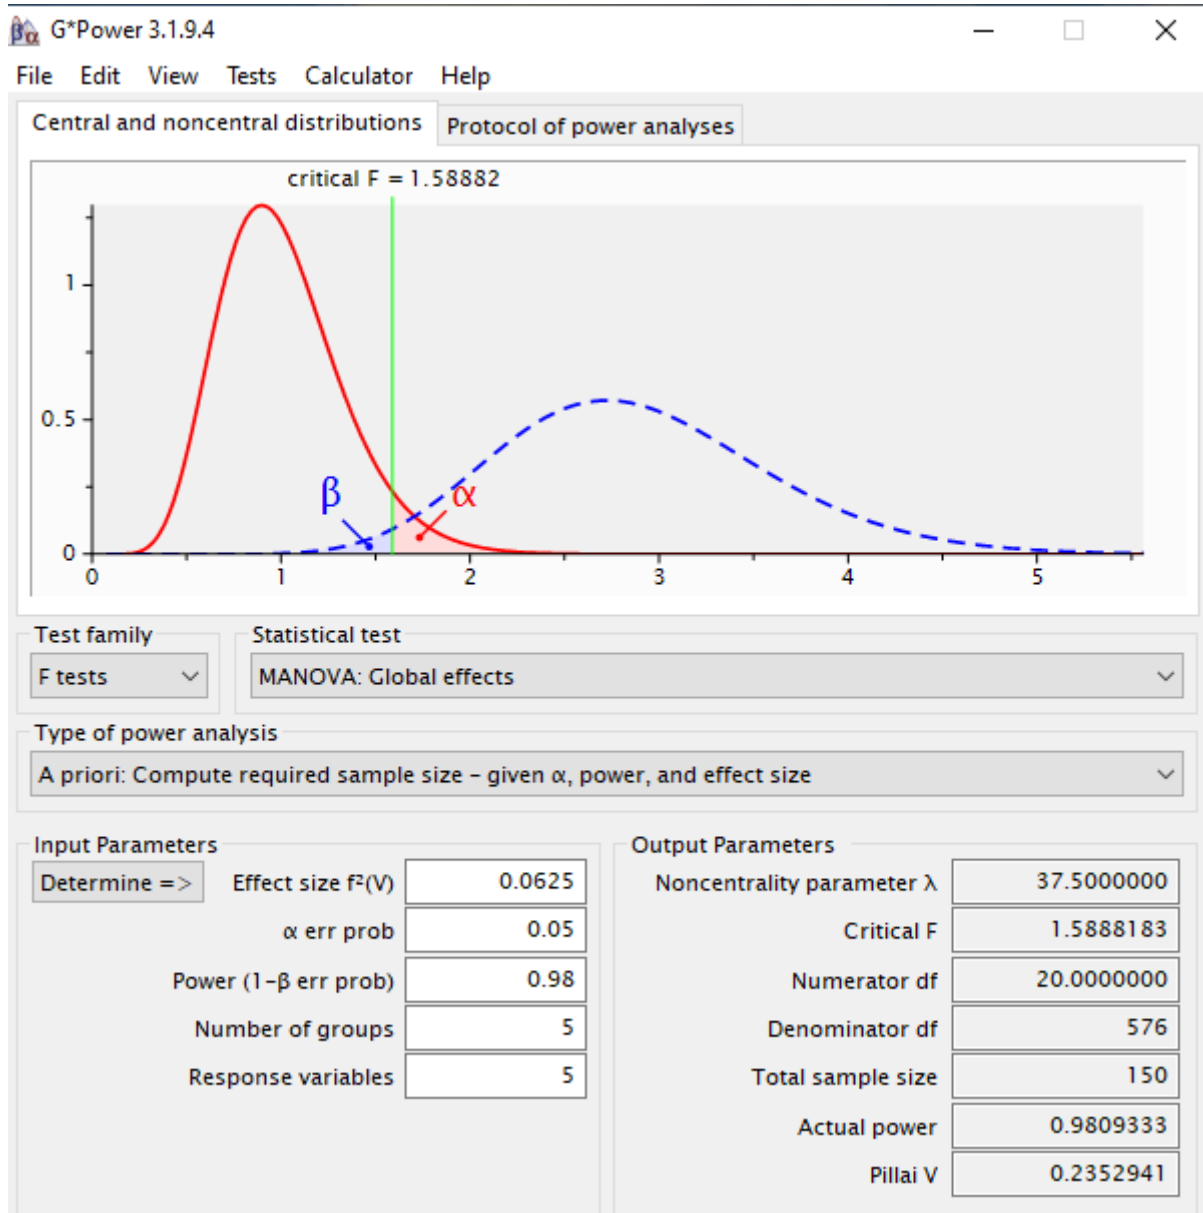 G*Power 3.1.9.4
File Edit View Tests Calculator Help
Central and noncentral distributions Protocol of power analyses
critical F = 1.58882
1
0.5
0
β
α
0 1 2 3 4 5
Test family Statistical test
F tests MANOVA: Global effects
Type of power analysis
A priori: Compute required sample size – given α, power, and effect size
Input Parameters Output Parameters
Determine => Effect size f²(V) 0.0625 Noncentrality parameter λ 37.5000000
α err prob 0.05 Critical F 1.5888183
Power (1-β err prob) 0.98 Numerator df 20.0000000
Number of groups 5 Denominator df 576
Response variables 5 Total sample size 150
Actual power 0.9809333
Pillai V 0.2352941